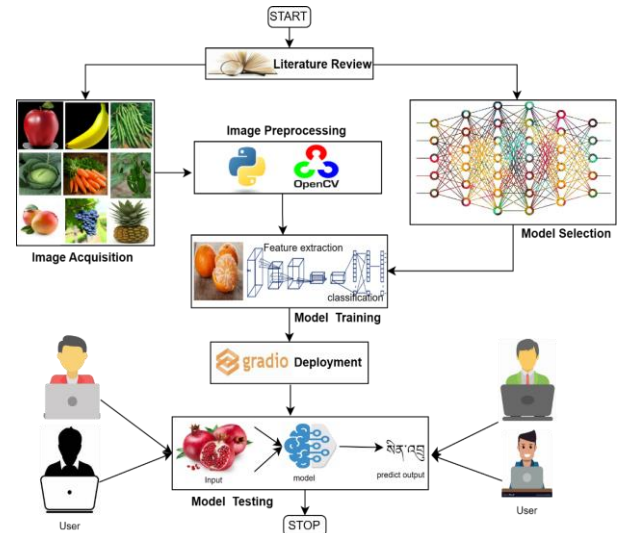 START
Literature Review
Image Preprocessing
OpenCV
Image Acquisition
Model Selection
Feature extraction
classification
Model Training
gradio Deployment
Input
model
སིན་འབྲུ
predict output
Model Testing
User
User
STOP